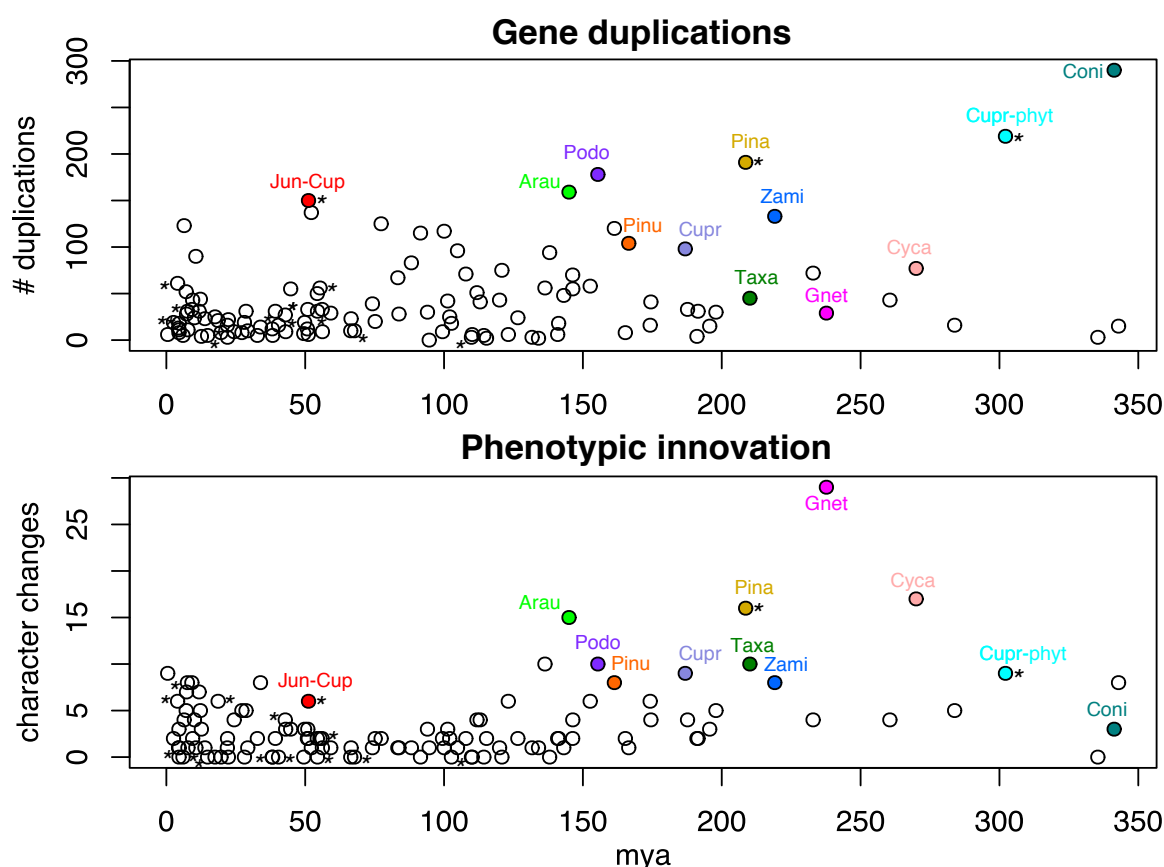 Gene duplications
# duplications
0
100
200
300
Coni
Cupr-phyt
*
Pina
*
Podo
Arau
Zami
Jun-Cup
*
Pinu
Cupr
Cyca
Taxa
Gnet
0 50 100 150 200 250 300 350
Phenotypic innovation
character changes
0
5
15
25
Gnet
Pina
*
Cyca
Arau
Podo
Pinu
Cupr
Taxa
Zami
Cupr-phyt
*
Jun-Cup
*
Coni
0 50 100 150 200 250 300 350
mya